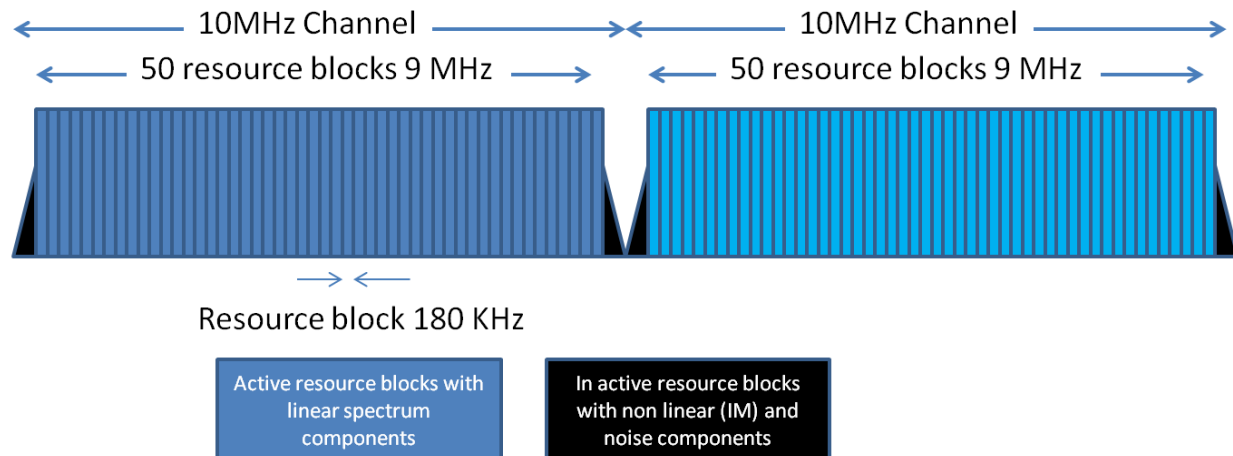 10MHz Channel
10MHz Channel
50 resource blocks 9 MHz
50 resource blocks 9 MHz
Resource block 180 KHz
Active resource blocks with
linear spectrum
components
In active resource blocks
with non linear (IM) and
noise components